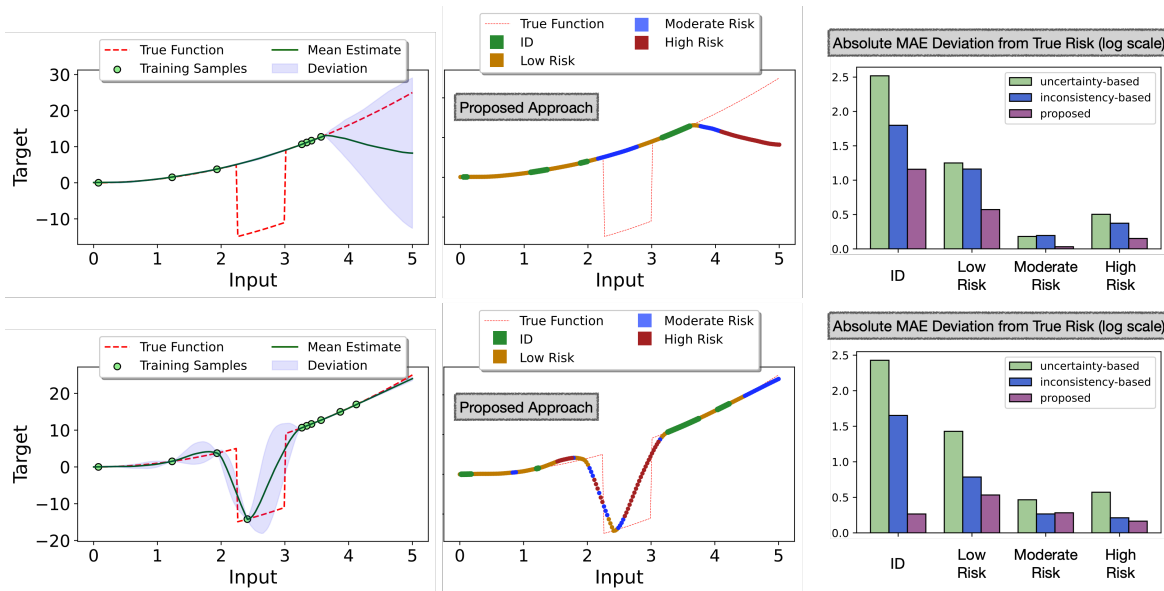 True Function
Mean Estimate
Training Samples
Deviation
30
20
10
0
−10
Target
0 1 2 3 4 5
Input
True Function
Moderate Risk
ID
High Risk
Low Risk
Proposed Approach
0 1 2 3 4 5
Input
Absolute MAE Deviation from True Risk (log scale)
2.5
2.0
1.5
1.0
0.5
0.0
uncertainty-based
inconsistency-based
proposed
ID
Low
Risk
Moderate
Risk
High
Risk
True Function
Mean Estimate
Training Samples
Deviation
20
10
0
−10
−20
Target
0 1 2 3 4 5
Input
True Function
Moderate Risk
ID
High Risk
Low Risk
Proposed Approach
0 1 2 3 4 5
Input
Absolute MAE Deviation from True Risk (log scale)
2.5
2.0
1.5
1.0
0.5
0.0
uncertainty-based
inconsistency-based
proposed
ID
Low
Risk
Moderate
Risk
High
Risk